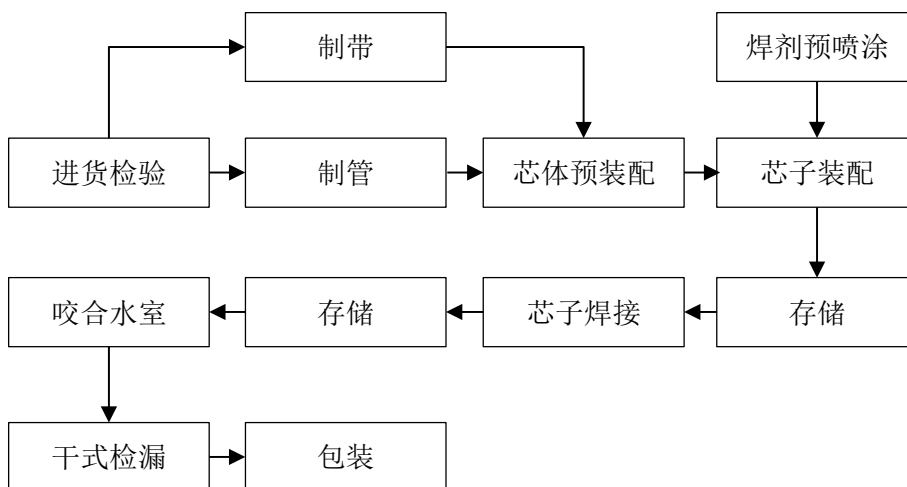 制带
焊剂预喷涂
进货检验
制管
芯体预装配
芯子装配
咬合水室
存储
芯子焊接
存储
干式检漏
包装